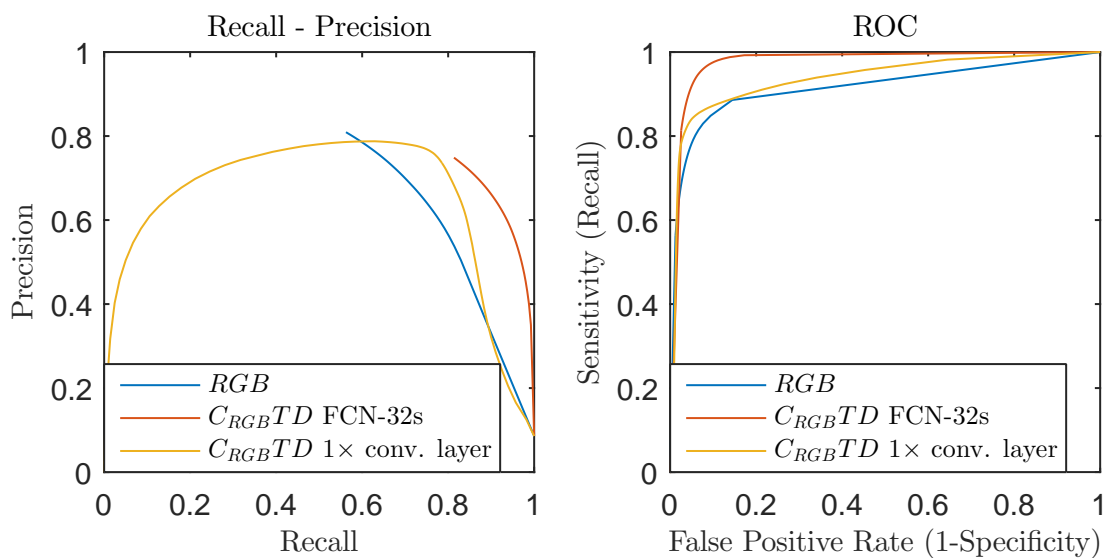 Recall - Precision
1
0.8
0.6
0.4
0.2
0
Precision
RGB
C_RGB TD FCN-32s
C_RGB TD 1× conv. layer
0 0.2 0.4 0.6 0.8 1
Recall
ROC
1
0.8
0.6
0.4
0.2
0
Sensitivity (Recall)
RGB
C_RGB TD FCN-32s
C_RGB TD 1× conv. layer
0 0.2 0.4 0.6 0.8 1
False Positive Rate (1-Specificity)